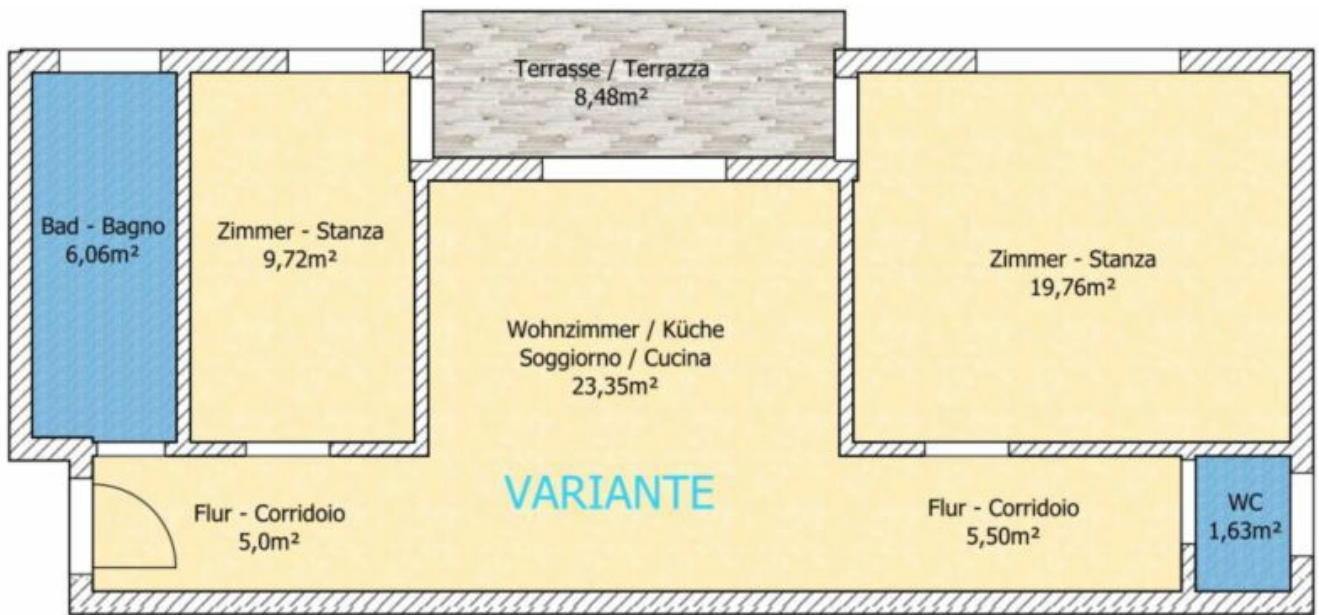 Terrasse / Terrazza
8,48m²
Bad - Bagno
6,06m²
Zimmer - Stanza
9,72m²
Zimmer - Stanza
19,76m²
Wohnzimmer / Küche
Soggiorno / Cucina
23,35m²
VARIANTE
Flur - Corridoio
5,0m²
Flur - Corridoio
5,50m²
WC
1,63m²